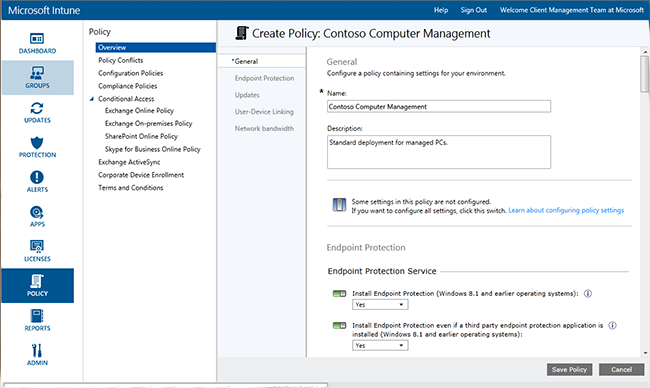 Microsoft Intune
Help
Sign Out
Welcome Client Management Team at Microsoft
DASHBOARD
GROUPS
UPDATES
PROTECTION
ALERTS
APPS
LICENSES
POLICY
REPORTS
ADMIN
Policy
Overview
Policy Conflicts
Configuration Policies
Compliance Policies
Conditional Access
Exchange Online Policy
Exchange On-premises Policy
SharePoint Online Policy
Skype for Business Online Policy
Exchange ActiveSync
Corporate Device Enrollment
Terms and Conditions
Create Policy: Contoso Computer Management
*General
Endpoint Protection
Updates
User-Device Linking
Network bandwidth
General
Configure a policy containing settings for your environment.
* Name:
Contoso Computer Management
Description:
Standard deployment for managed PCs.
Some settings in this policy are not configured.
If you want to configure all settings, click this switch. Learn about configuring policy settings
Endpoint Protection
Endpoint Protection Service
Install Endpoint Protection (Windows 8.1 and earlier operating systems):
Yes
Install Endpoint Protection even if a third party endpoint protection application is
installed (Windows 8.1 and earlier operating systems):
Yes
Save Policy
Cancel